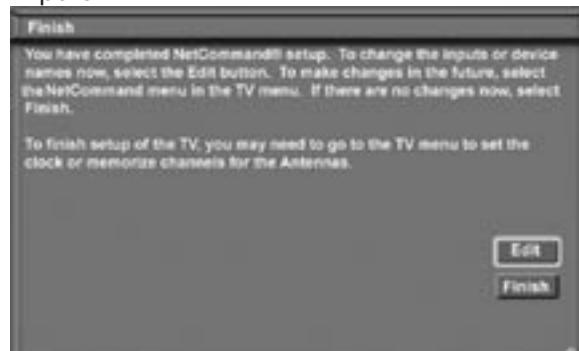 Finish
You have completed NetCommand® setup. To change the inputs or device
names now, select the Edit button. To make changes in the future, select
the NetCommand menu in the TV menu. If there are no changes now, select
Finish.
To finish setup of the TV, you may need to go to the TV menu to set the
clock or memorize channels for the Antennas.
Edit
Finish